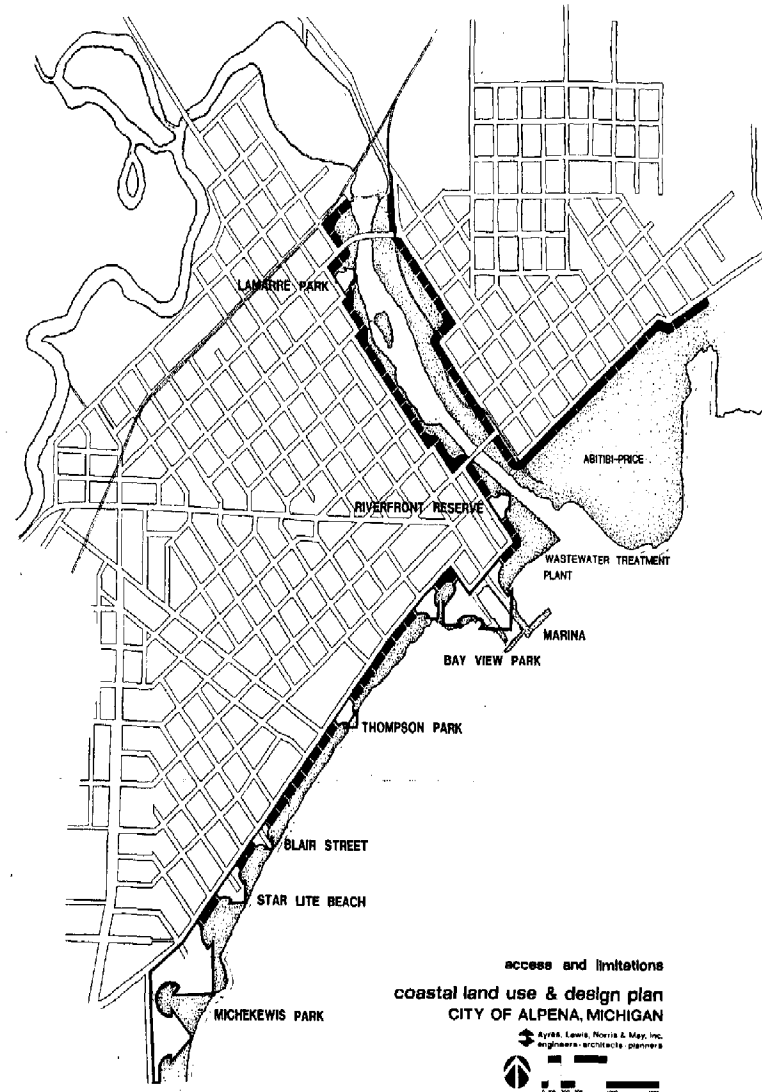 LAMARRE PARK
ABITIBI-PRICE
RIVERFRONT RESERVE
WASTEWATER TREATMENT
PLANT
MARINA
BAY VIEW PARK
THOMPSON PARK
BLAIR STREET
STAR LITE BEACH
MICHEKEWIS PARK
access and limitations
coastal land use & design plan
CITY OF ALPENA, MICHIGAN
Ayres, Lewis, Norris & May, Inc.
engineers-architects-planners